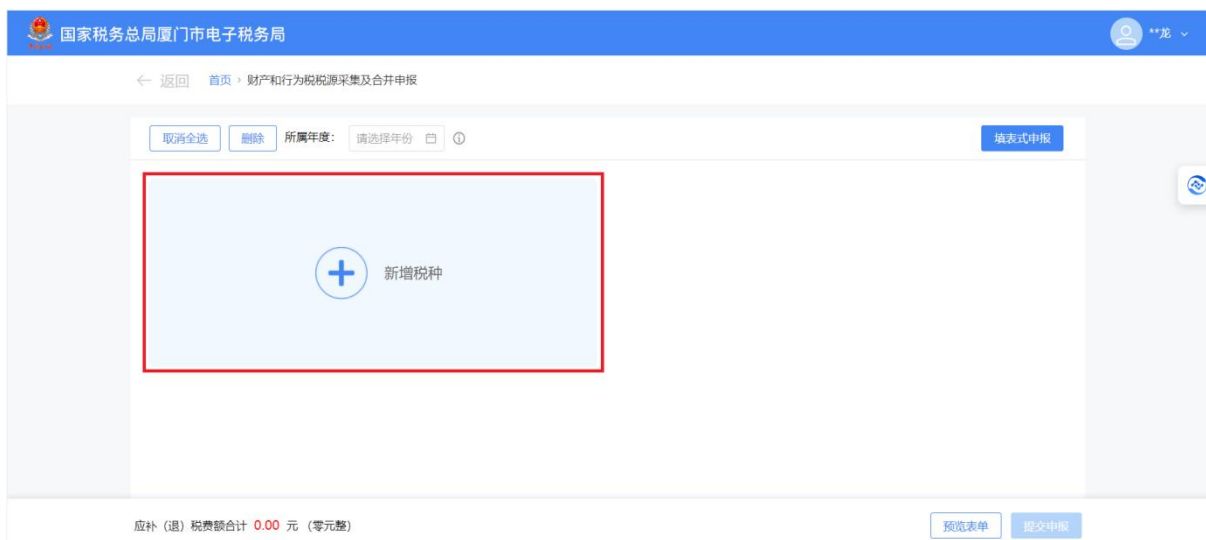 国家税务总局厦门市电子税务局
**龙
返回 首页 › 财产和行为税税源采集及合并申报
取消全选 删除 所属年度： 请选择年份 填表式申报
新增税种
应补（退）税费额合计 0.00 元 （零元整） 预览表单 提交申报